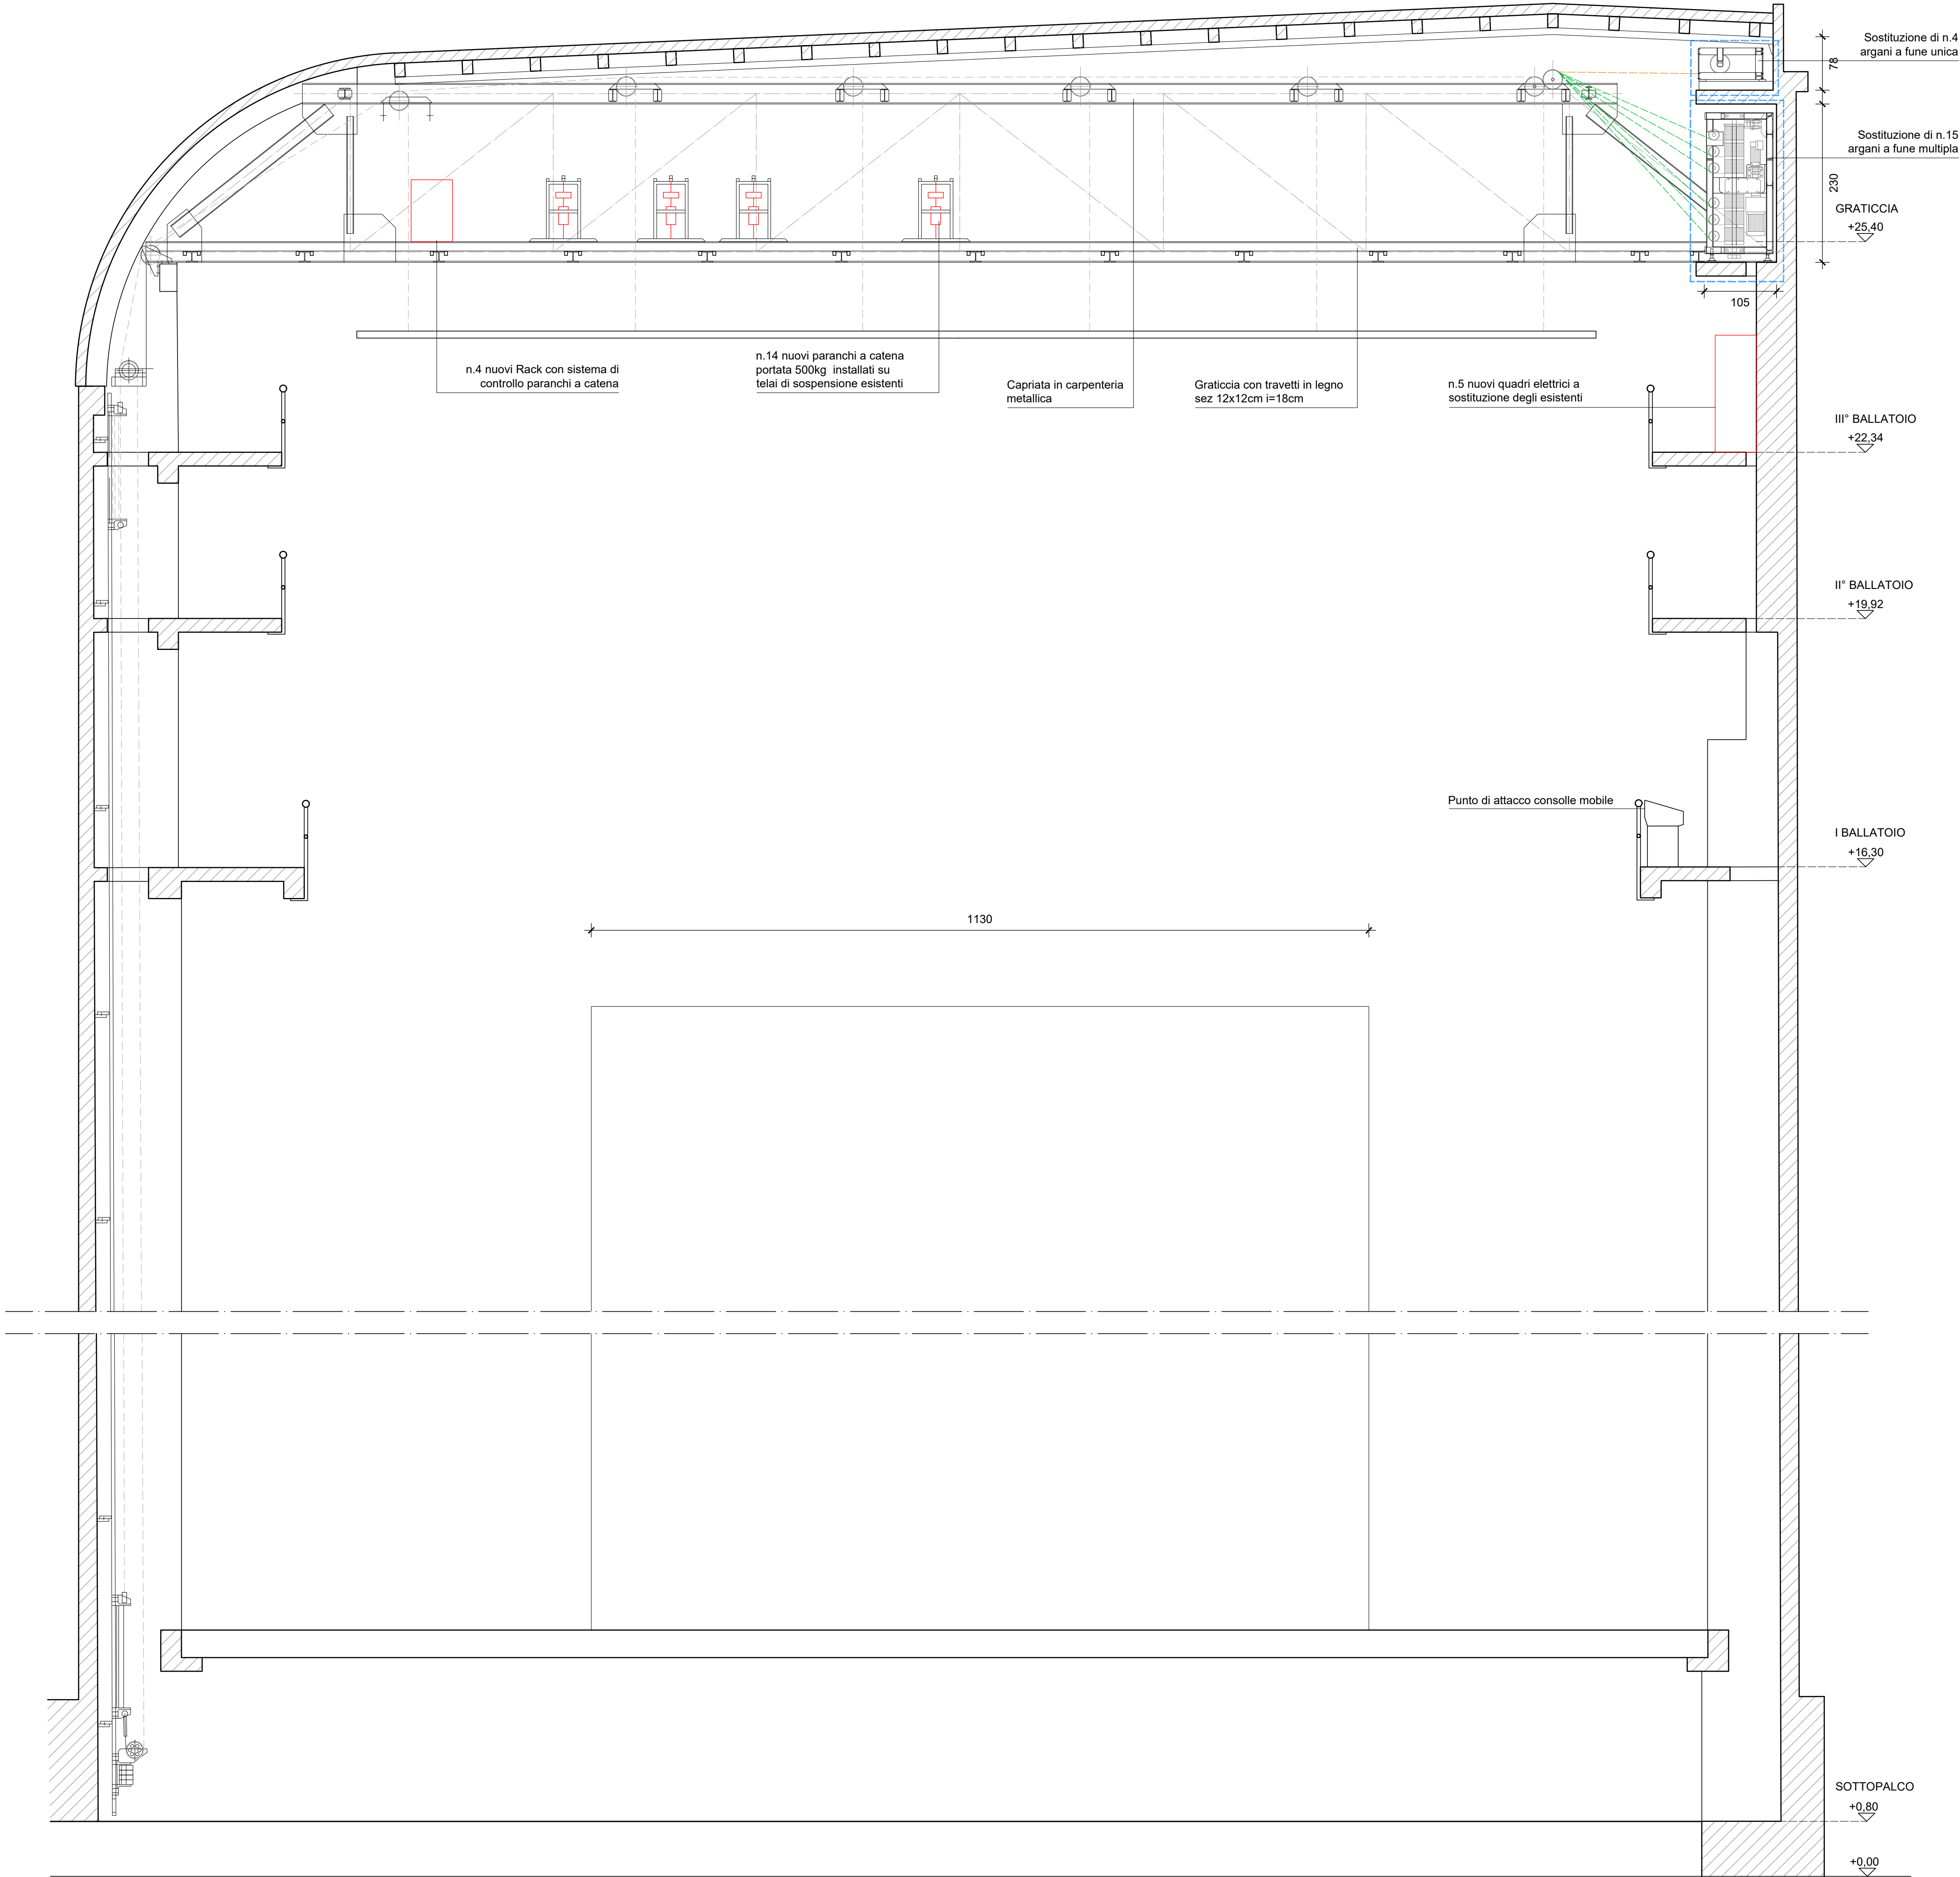 Sostituzione di n.4
argani a fune unica
78
Sostituzione di n.15
argani a fune multipla
230
GRATICCIA
+25,40
105
n.4 nuovi Rack con sistema di
controllo paranchi a catena
n.14 nuovi paranchi a catena
portata 500kg installati su
telai di sospensione esistenti
Capriata in carpenteria
metallica
Graticcia con travetti in legno
sez 12x12cm i=18cm
n.5 nuovi quadri elettrici a
sostituzione degli esistenti
III° BALLATOIO
+22,34
II° BALLATOIO
+19,92
Punto di attacco consolle mobile
I BALLATOIO
+16,30
1130
SOTTOPALCO
+0,80
+0,00